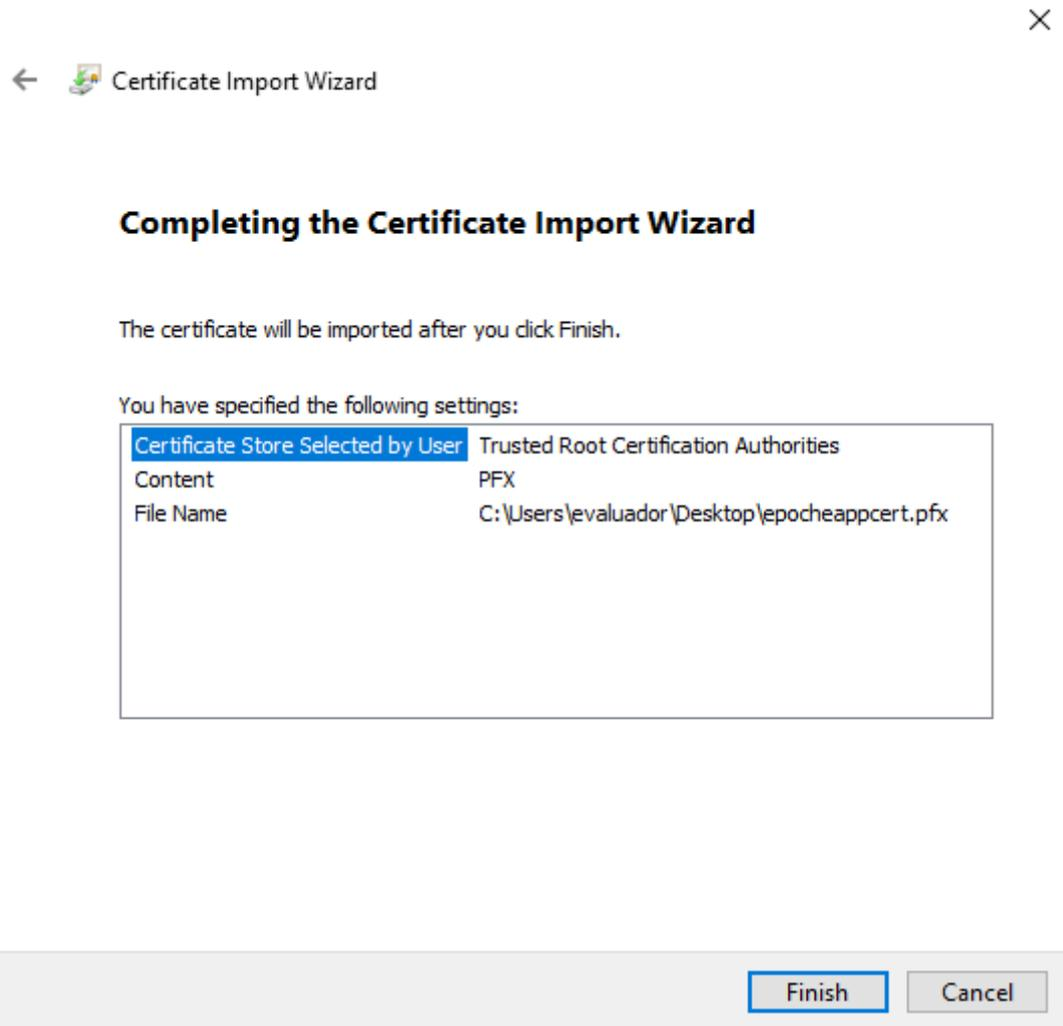 Certificate Import Wizard
Completing the Certificate Import Wizard
The certificate will be imported after you click Finish.
You have specified the following settings:
Certificate Store Selected by User Trusted Root Certification Authorities
Content PFX
File Name C:\Users\evaluador\Desktop\epocheappcert.pfx
Finish Cancel